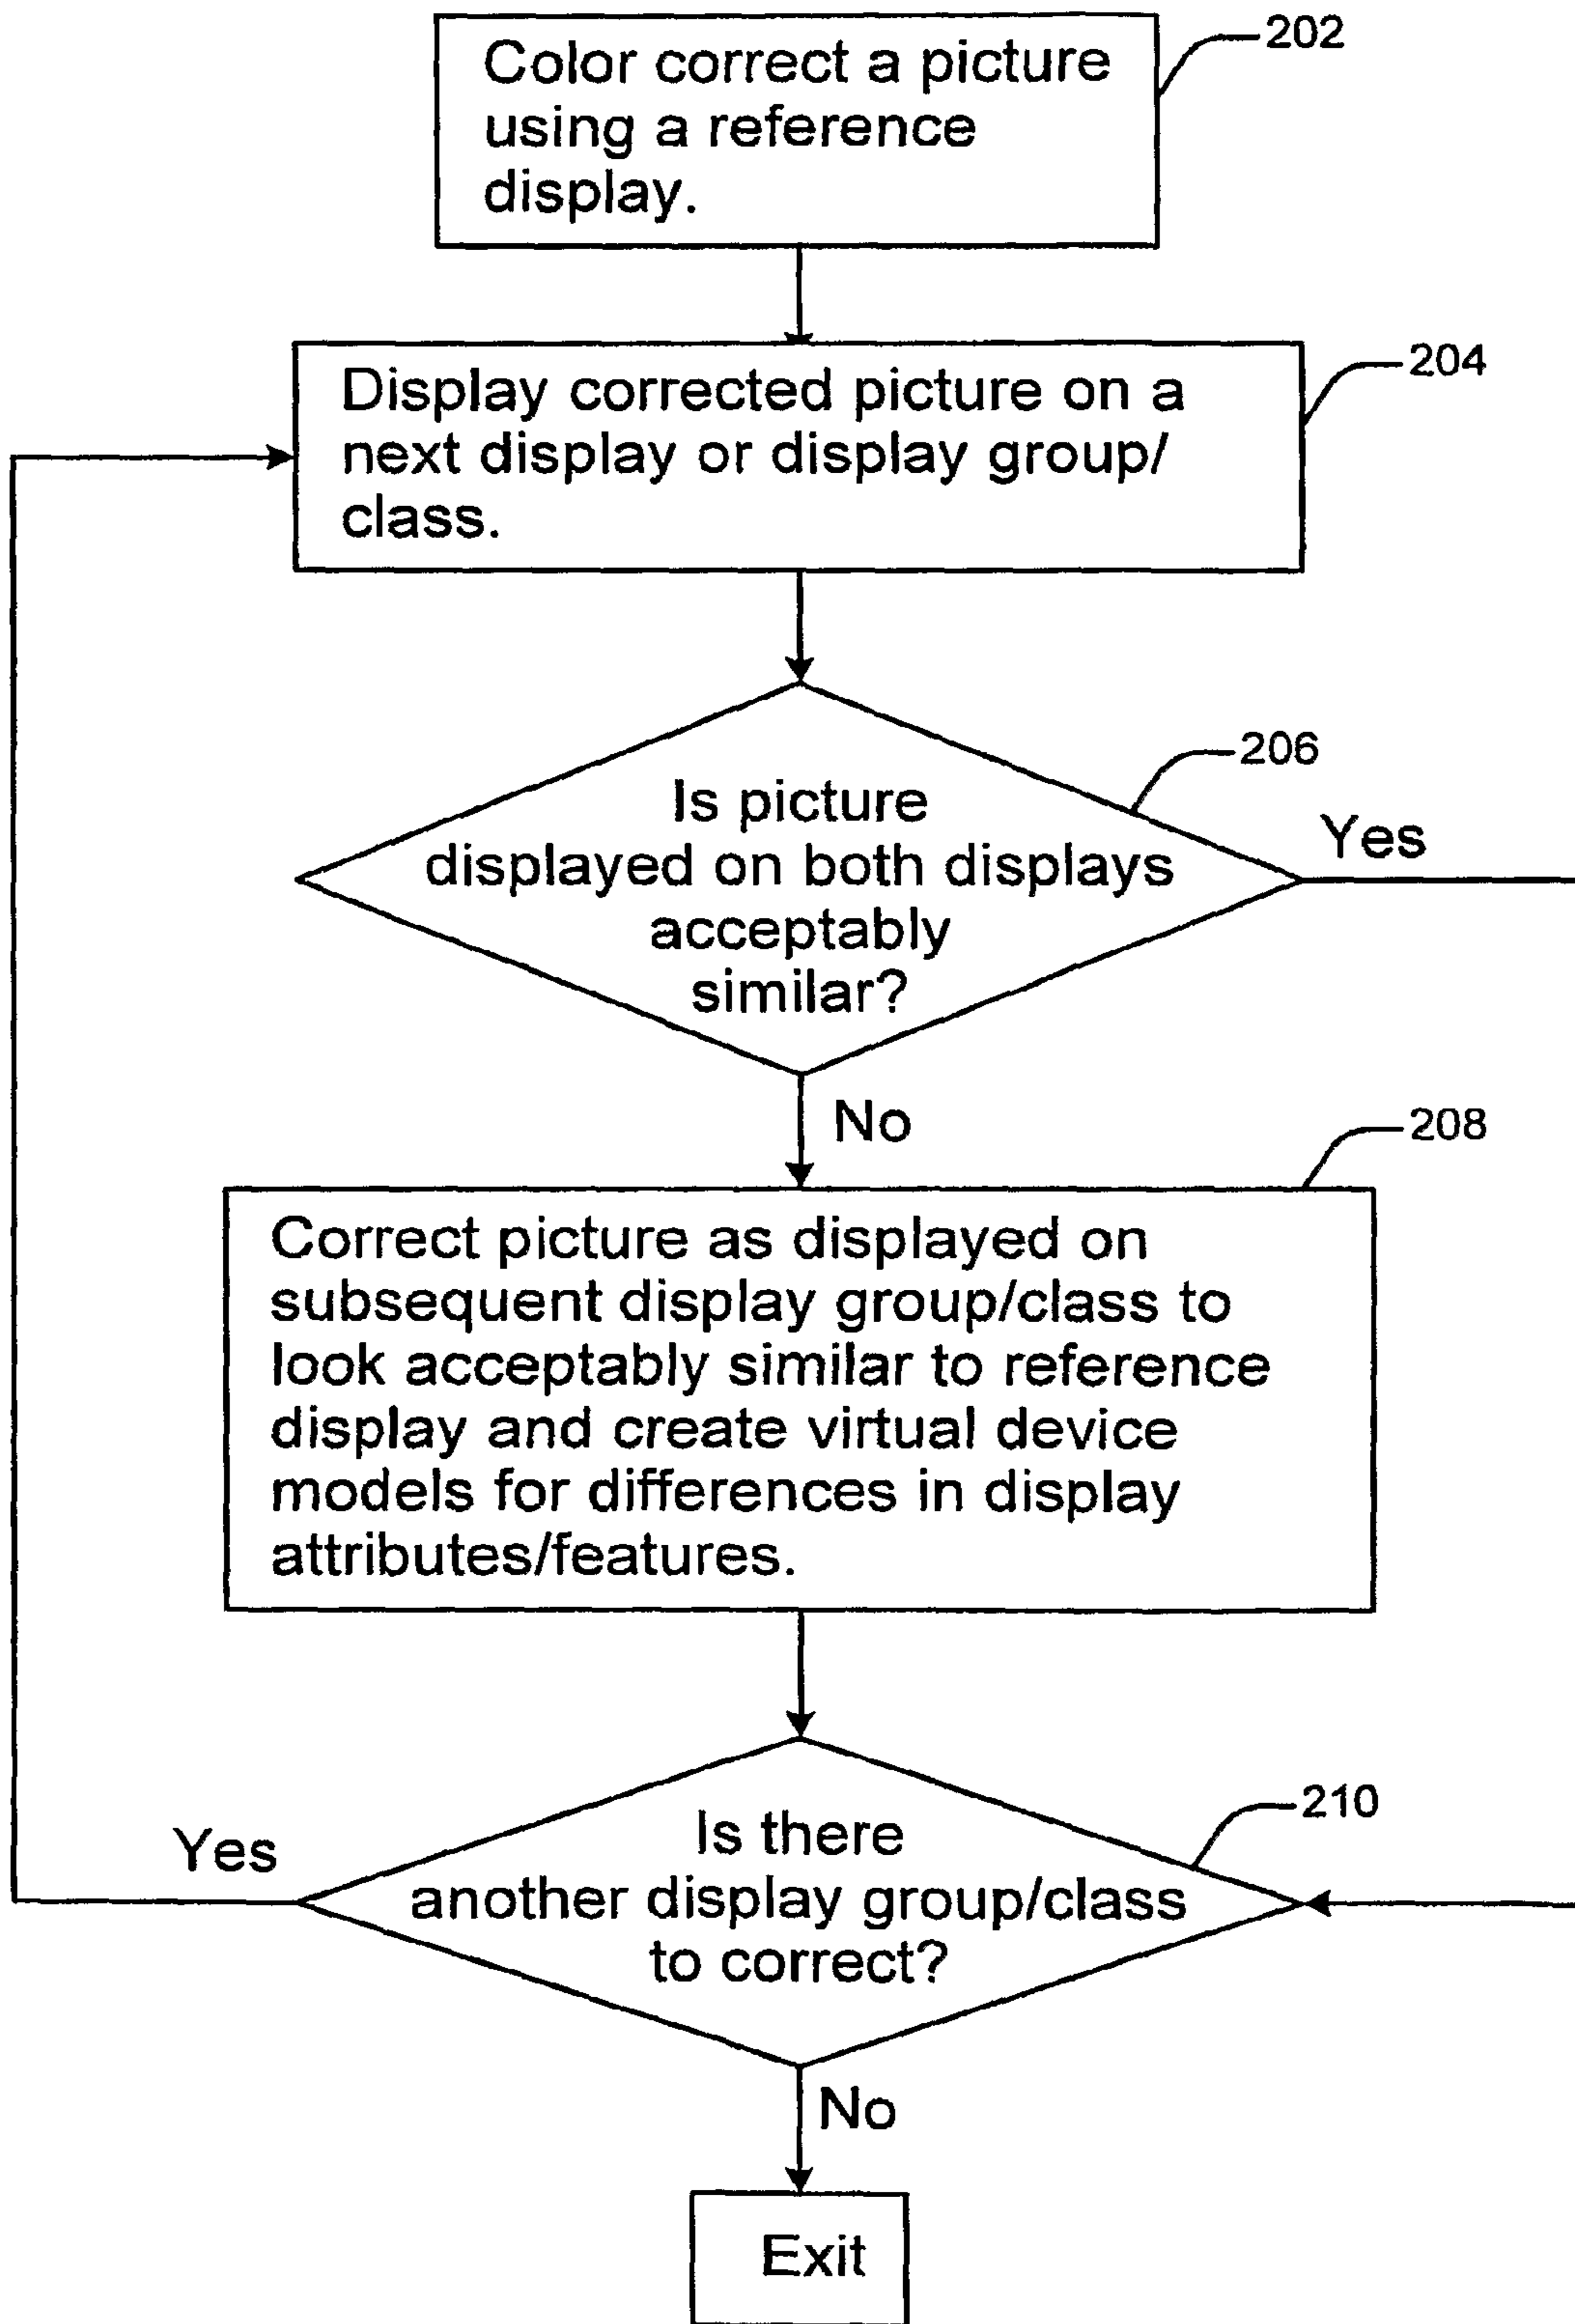 202
Color correct a picture
using a reference
display.
204
Display corrected picture on a
next display or display group/
class.
206
Is picture
displayed on both displays
acceptably
similar?
Yes
No
208
Correct picture as displayed on
subsequent display group/class to
look acceptably similar to reference
display and create virtual device
models for differences in display
attributes/features.
210
Is there
another display group/class
to correct?
Yes
No
Exit